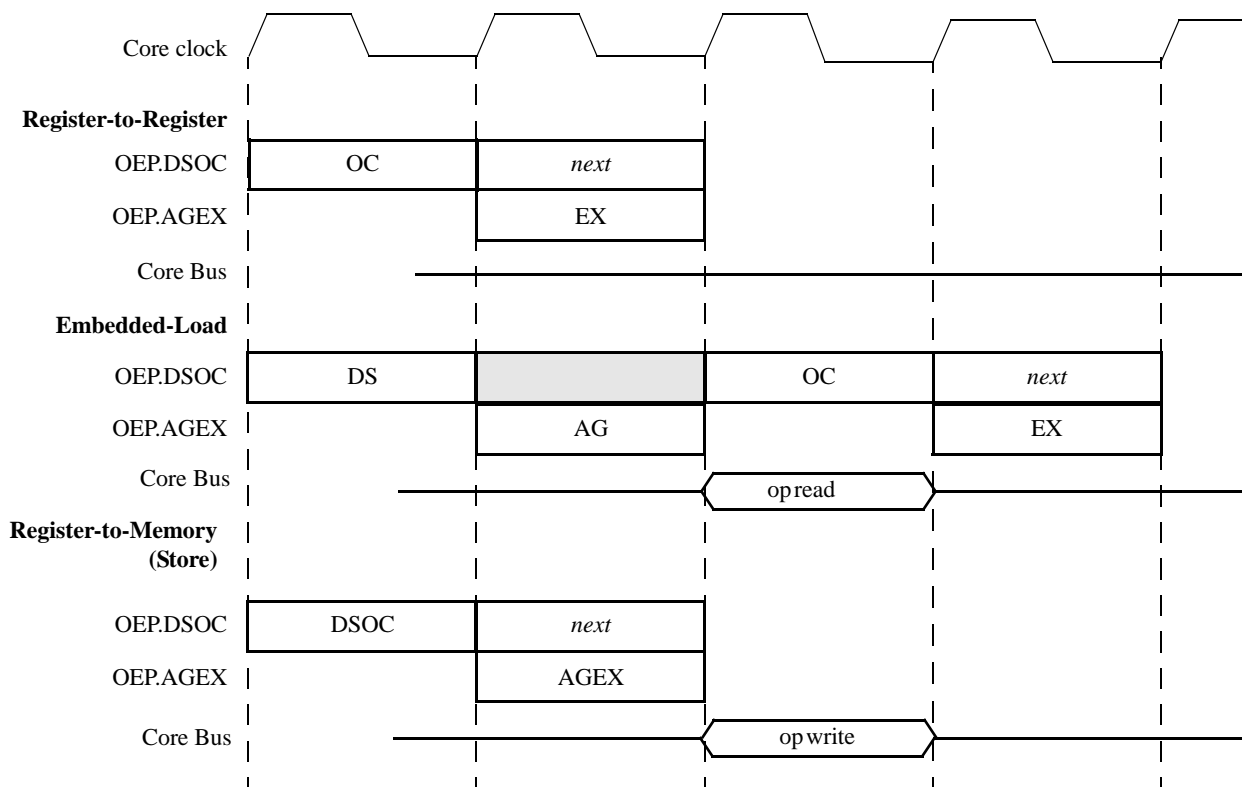 Core clock
Register-to-Register
OEP.DSOC OC next
OEP.AGEX EX
Core Bus
Embedded-Load
OEP.DSOC DS OC next
OEP.AGEX AG EX
Core Bus op read
Register-to-Memory
(Store)
OEP.DSOC DSOC next
OEP.AGEX AGEX
Core Bus op write